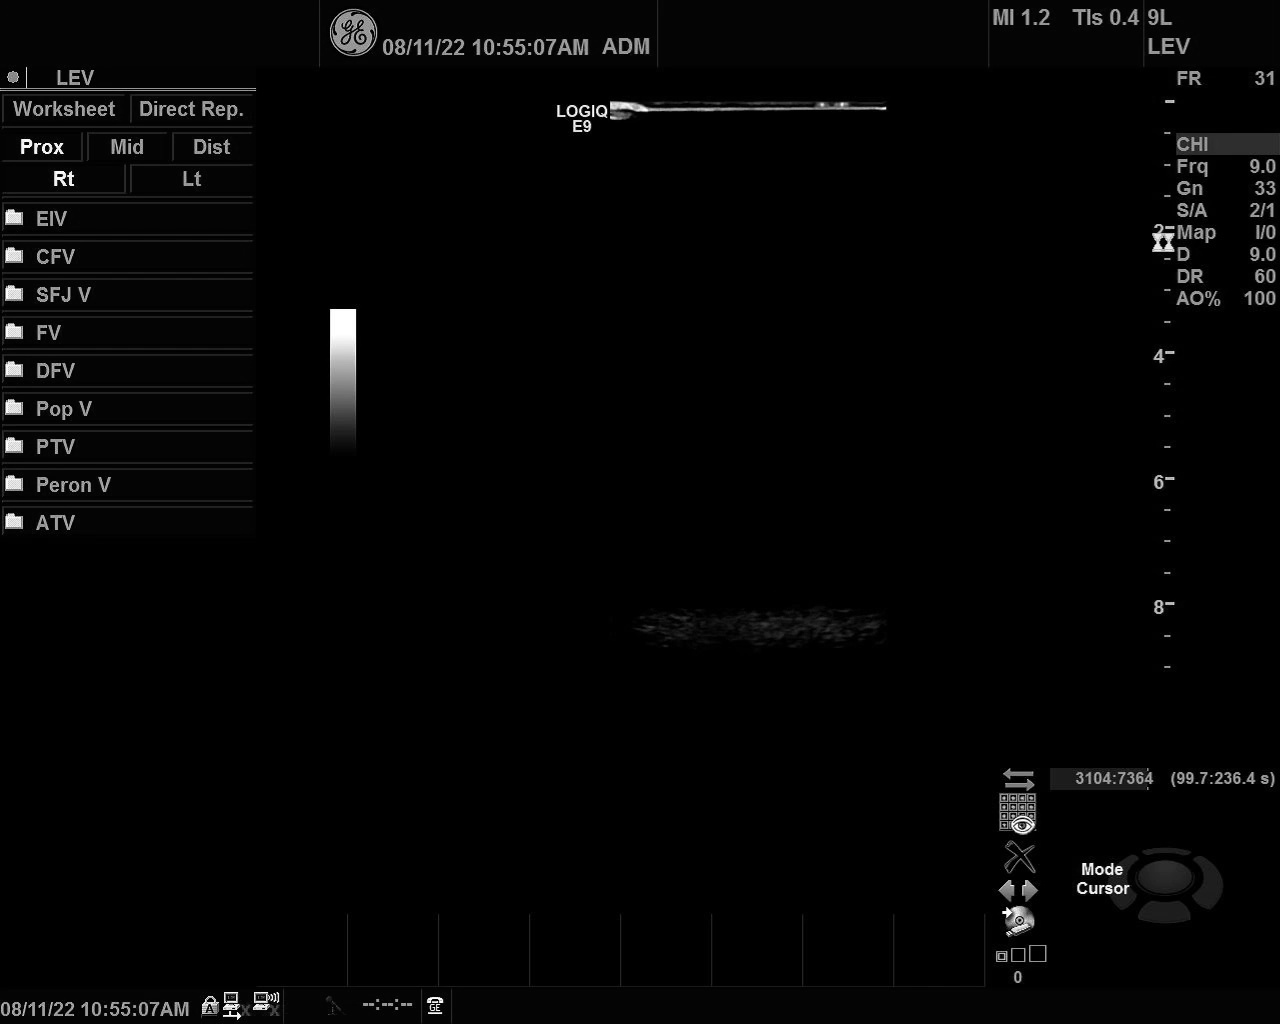 GE
08/11/22 10:55:07AM ADM
MI 1.2 TIs 0.4 9L
LEV
LEV
Worksheet Direct Rep.
Prox Mid Dist
Rt Lt
EIV
CFV
SFJ V
FV
DFV
Pop V
PTV
Peron V
ATV
LOGIQ
E9
FR 31
CHI
Frq 9.0
Gn 33
S/A 2/1
Map I/0
D 9.0
DR 60
AO% 100
2
4
6
8
3104:7364 (99.7:236.4 s)
Mode
Cursor
0
08/11/22 10:55:07AM
--:--:--
GE